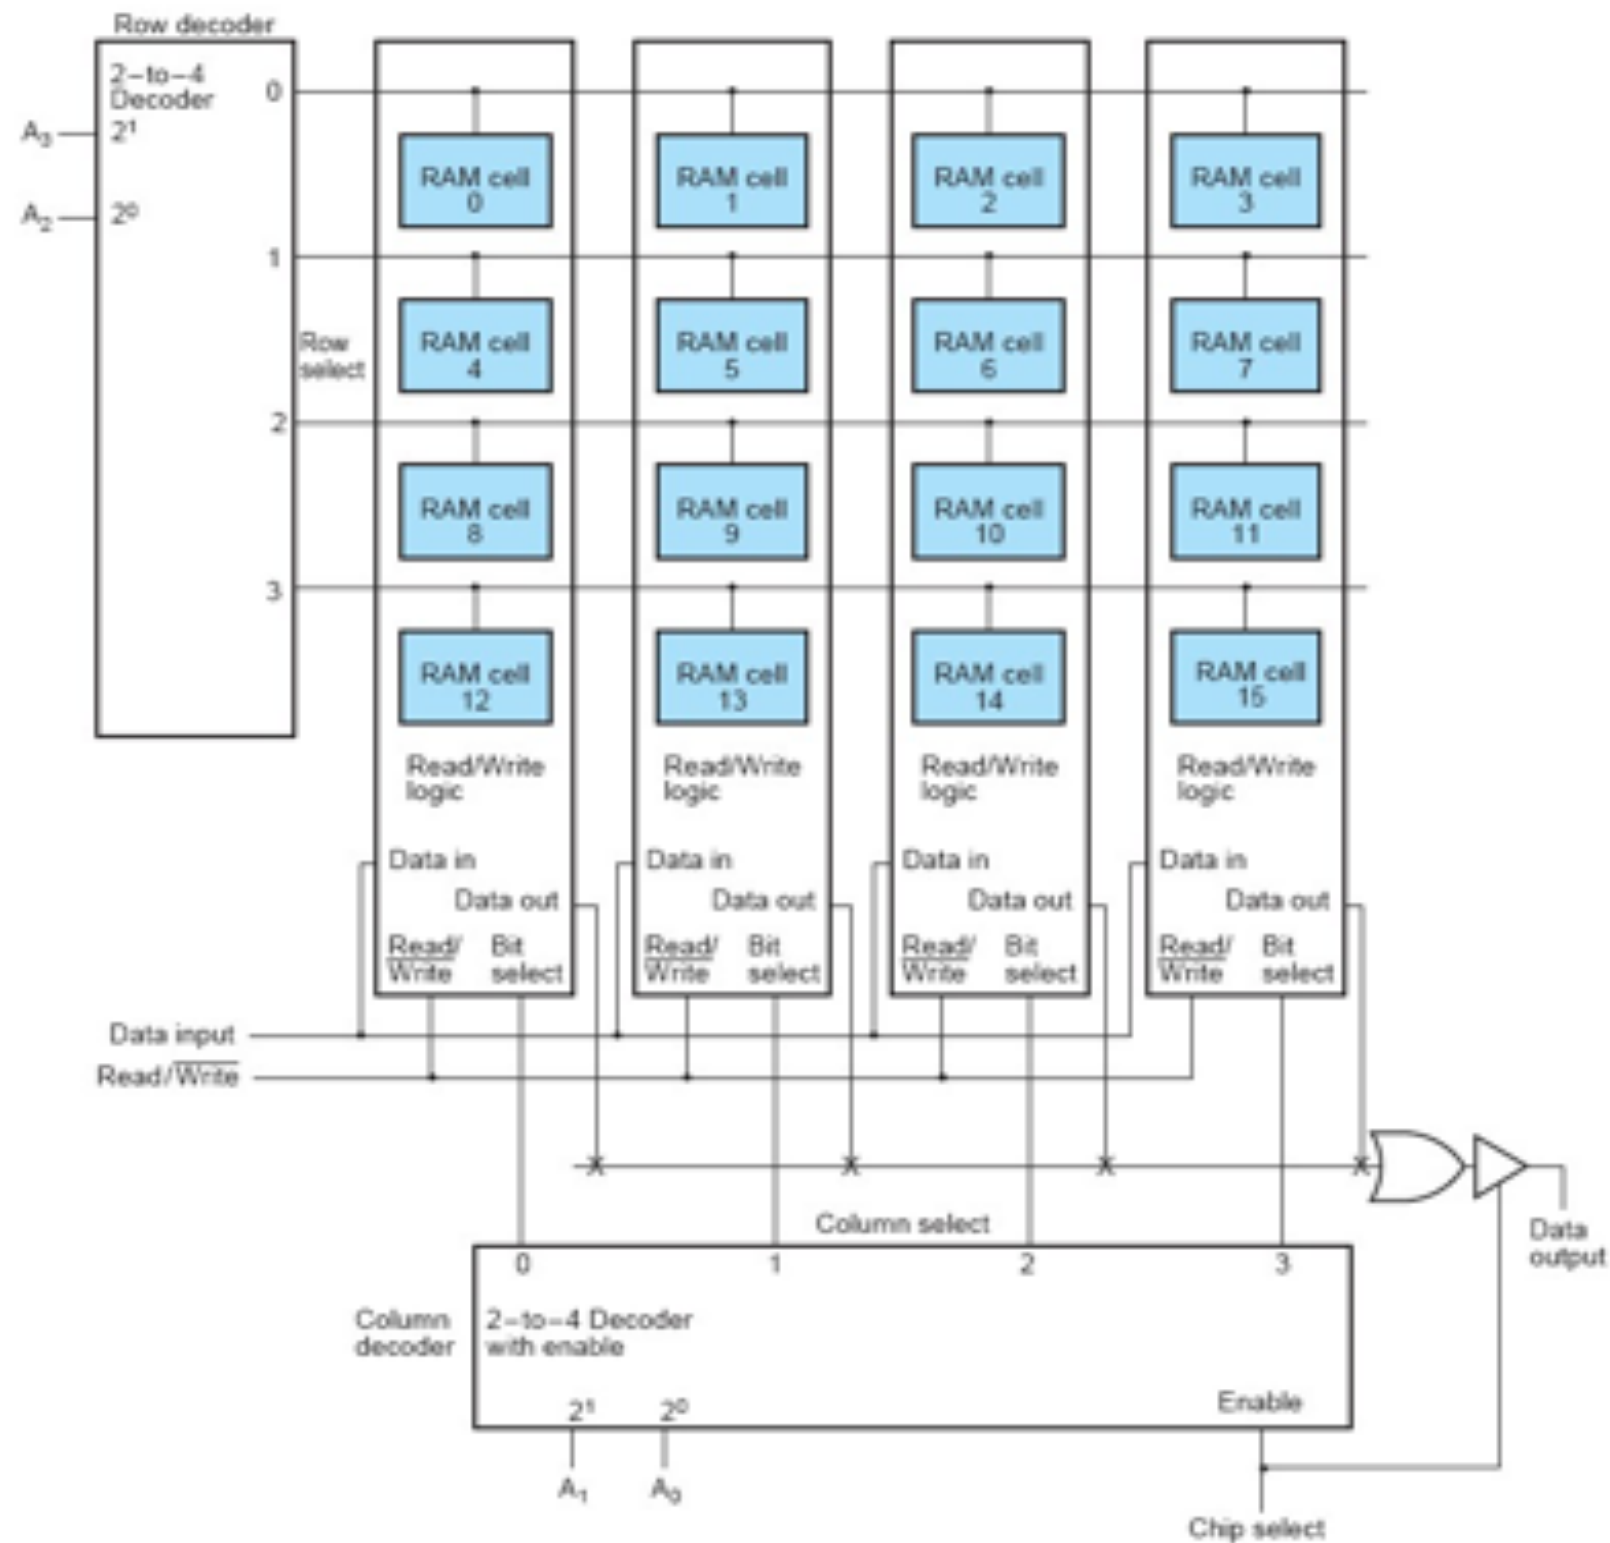 Row decoder
2-to-4
Decoder
0
A3
2¹
A2
2⁰
RAM cell
0
RAM cell
1
RAM cell
2
RAM cell
3
1
Row
select
RAM cell
4
RAM cell
5
RAM cell
6
RAM cell
7
2
RAM cell
8
RAM cell
9
RAM cell
10
RAM cell
11
3
RAM cell
12
RAM cell
13
RAM cell
14
RAM cell
15
Read/Write
logic
Read/Write
logic
Read/Write
logic
Read/Write
logic
Data in
Data out
Read/
Write
Bit
select
Data in
Data out
Read/
Write
Bit
select
Data in
Data out
Read/
Write
Bit
select
Data in
Data out
Read/
Write
Bit
select
Data input
Read/Write
Data
output
Column select
0
1
2
3
Column
decoder
2-to-4 Decoder
with enable
2¹
2⁰
Enable
A1
A0
Chip select